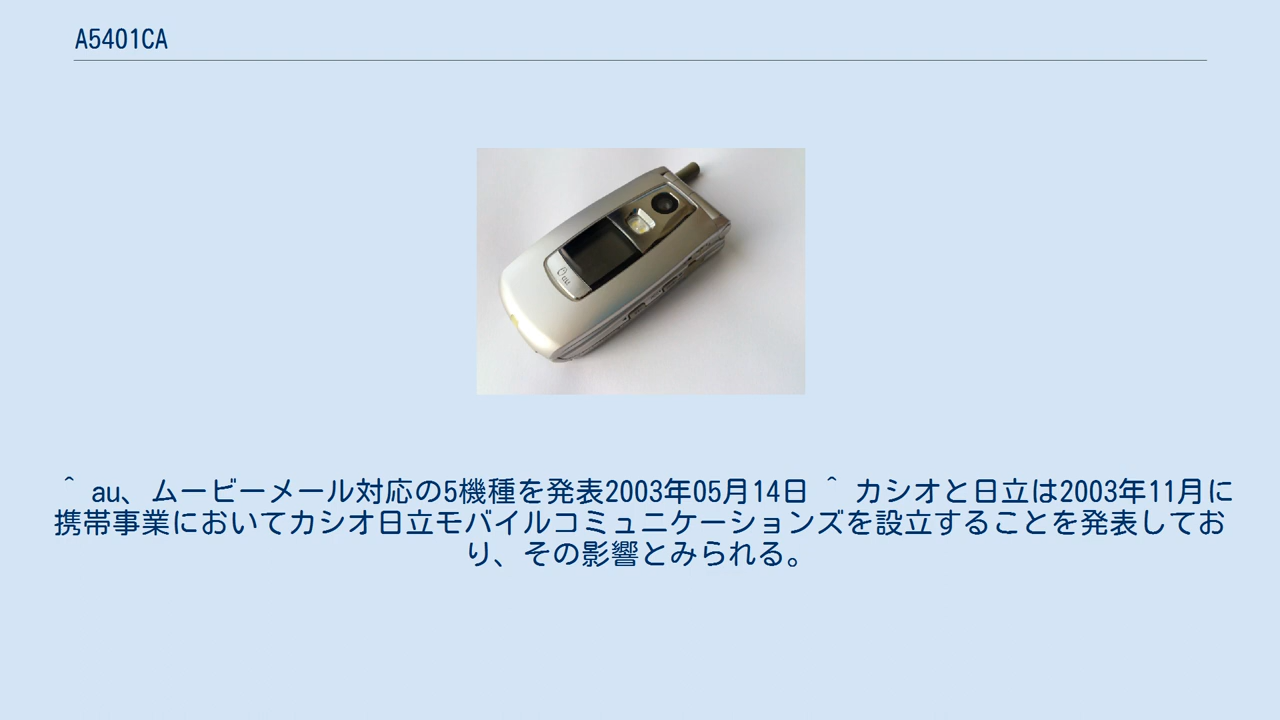 A5401CA
au
^ au、ムービーメール対応の5機種を発表2003年05月14日 ^ カシオと日立は2003年11月に
携帯事業においてカシオ日立モバイルコミュニケーションズを設立することを発表してお
り、その影響とみられる。